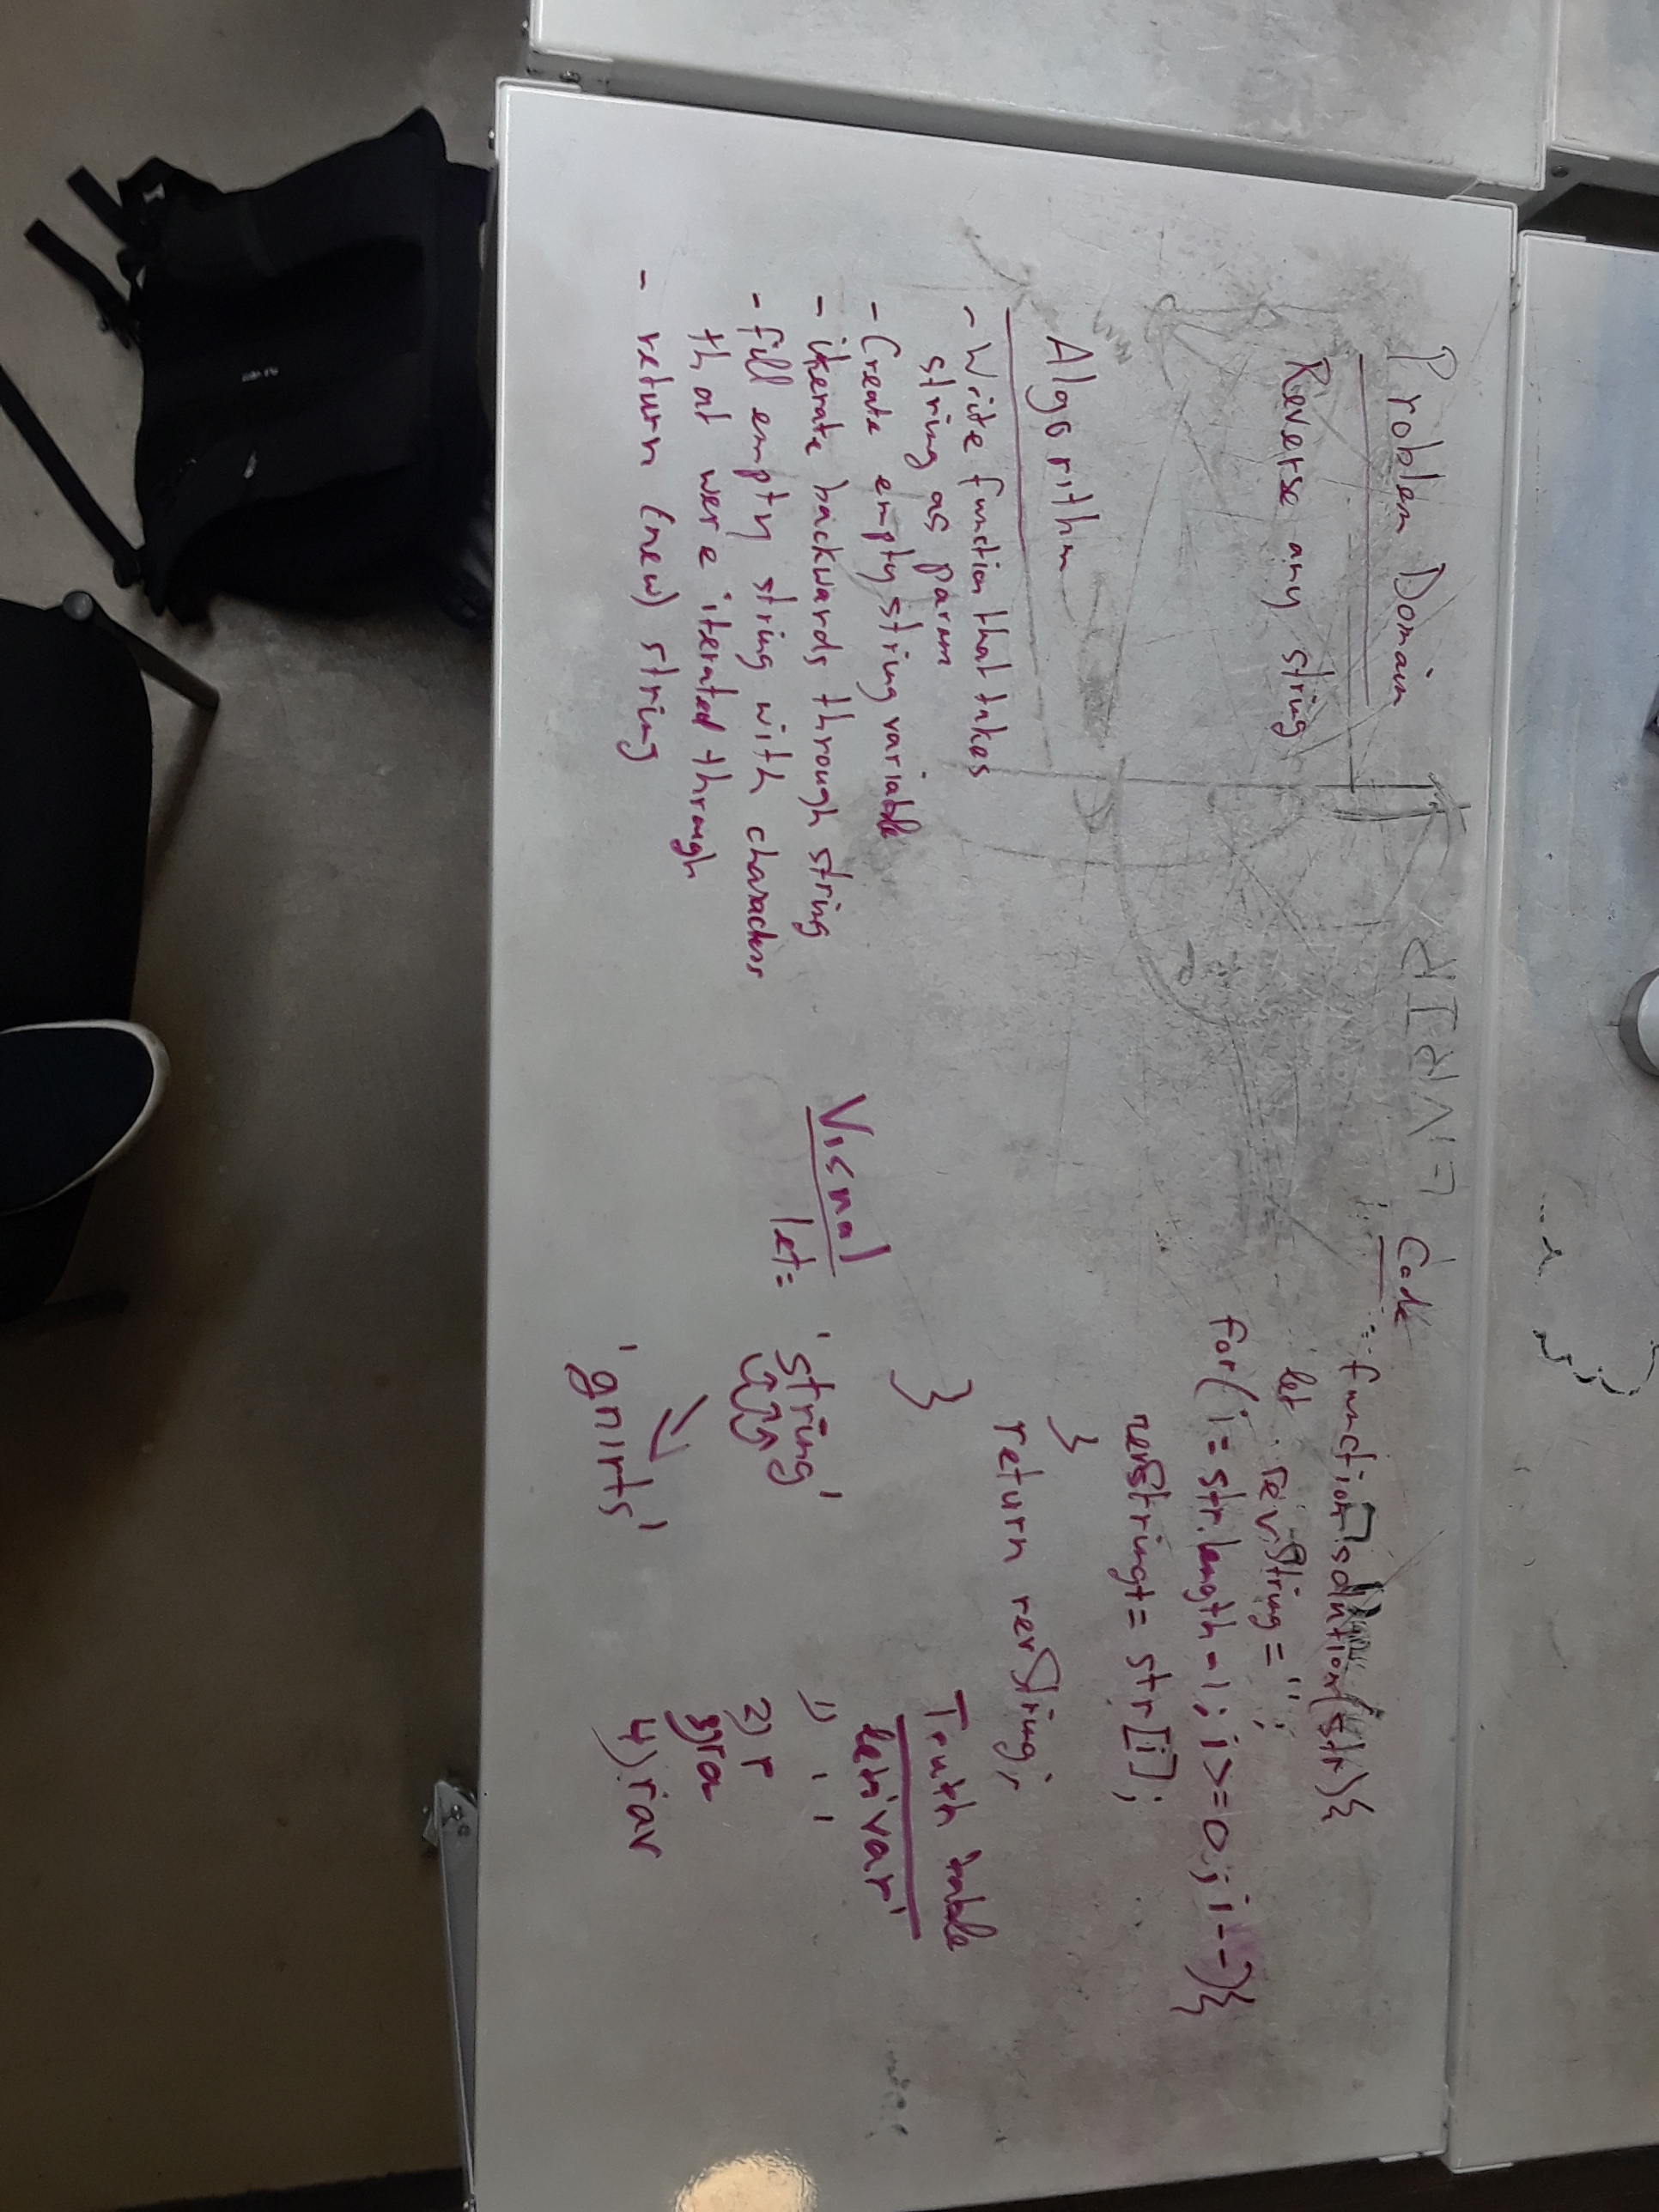 Problem Domain
Reverse any string
Algorithm
- Write function that takes
string as param
- Create empty string variable
- iterate backwards through string
- fill empty string with characters
that were iterated through
- return (new) string
Code
function solution(str){
let revString = '';
for(i = str.length - 1; i >= 0; i--){
revString += str[i];
}
return revString;
}
Visual
let =
'string'
'gnirts'
Truth table
let = 'var'
1) ' '
2) r
3) ra
4) rav